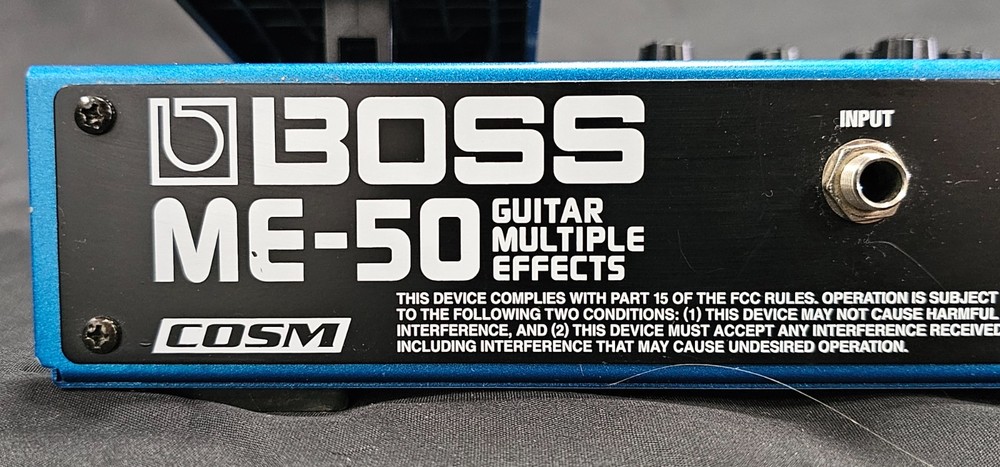 BOSS
ME-50 GUITAR MULTIPLE EFFECTS
COSM
INPUT
THIS DEVICE COMPLIES WITH PART 15 OF THE FCC RULES. OPERATION IS SUBJECT
TO THE FOLLOWING TWO CONDITIONS: (1) THIS DEVICE MAY NOT CAUSE HARMFUL
INTERFERENCE, AND (2) THIS DEVICE MUST ACCEPT ANY INTERFERENCE RECEIVED
INCLUDING INTERFERENCE THAT MAY CAUSE UNDESIRED OPERATION.